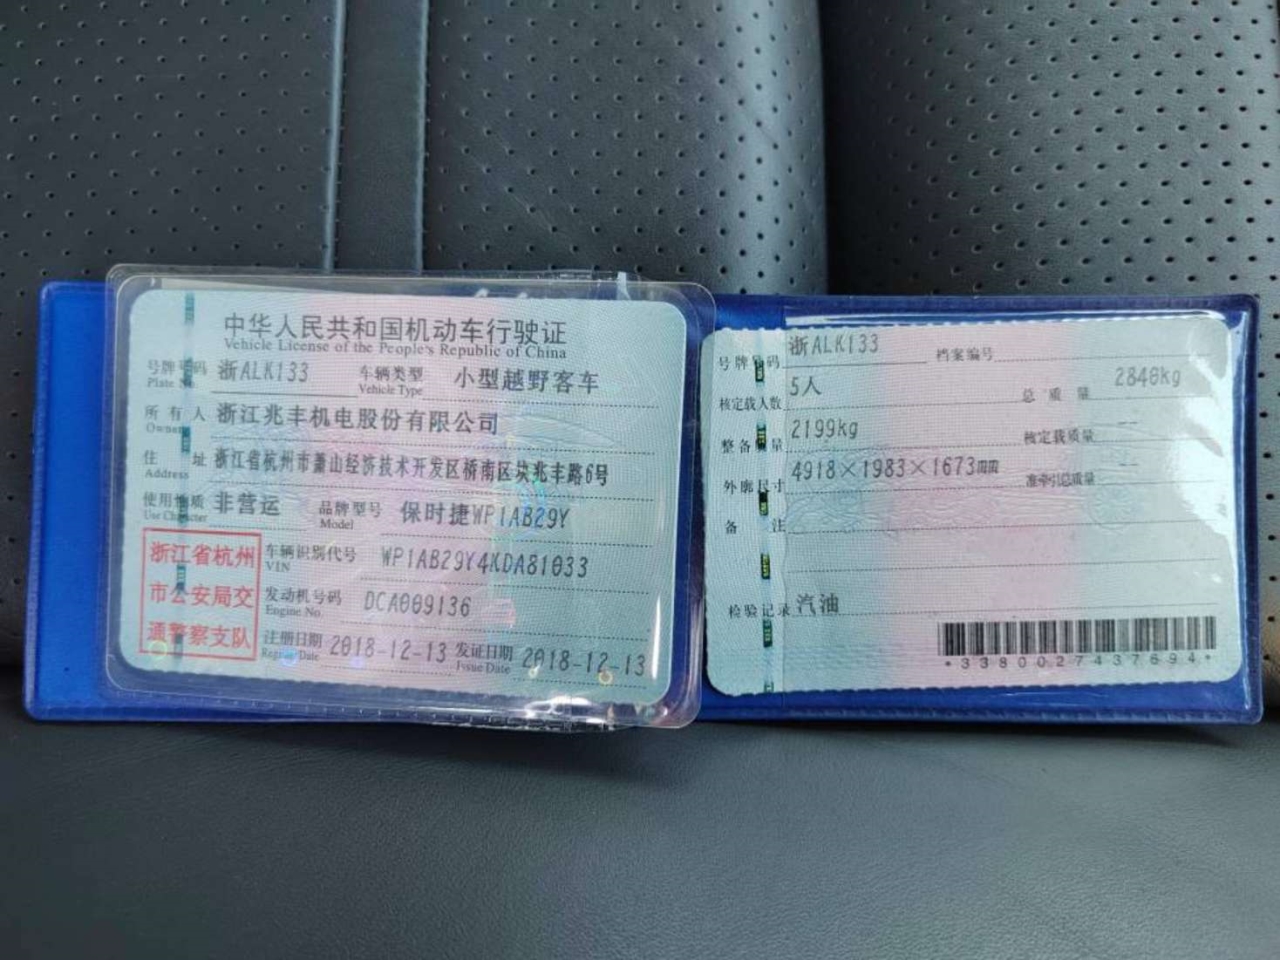 中华人民共和国机动车行驶证
Vehicle License of the People's Republic of China
号牌号码 浙ALK133 车辆类型 小型越野客车
Plate No. Vehicle Type
所有人 浙江兆丰机电股份有限公司
Owner
住址 浙江省杭州市萧山经济技术开发区桥南区块兆丰路6号
Address
使用性质 非营运 品牌型号 保时捷WP1AB29Y
Use Character Model
浙江省杭州
市公安局交
通警察支队
车辆识别代号 WP1AB29Y4KDA81033
VIN
发动机号码 DCA009136
Engine No.
注册日期 2018-12-13 发证日期 2018-12-13
Register Date Issue Date
号牌号码 浙ALK133 档案编号
核定载人数 5人 总质量 2840kg
整备质量 2199kg 核定载质量 --
外廓尺寸 4918×1983×1673mm 准牵引总质量 --
备注
检验记录 汽油
*3380027437694*